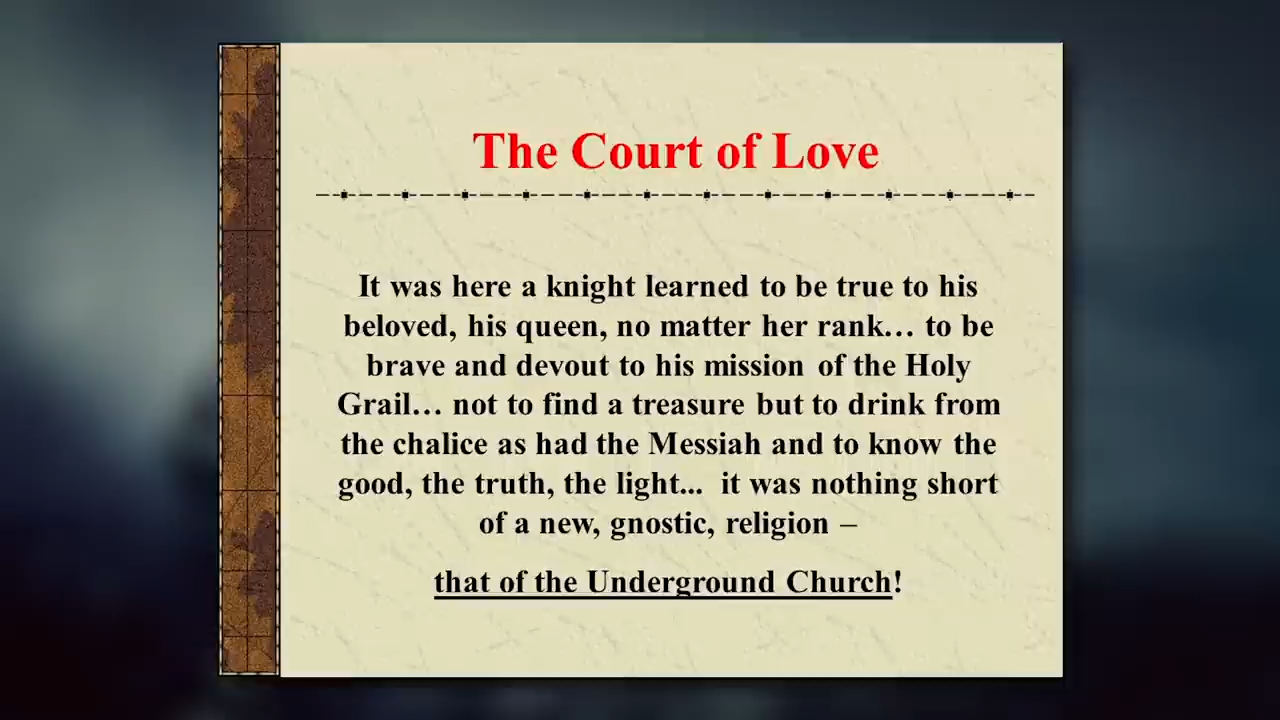 The Court of Love
It was here a knight learned to be true to his
beloved, his queen, no matter her rank… to be
brave and devout to his mission of the Holy
Grail… not to find a treasure but to drink from
the chalice as had the Messiah and to know the
good, the truth, the light...  it was nothing short
of a new, gnostic, religion –
that of the Underground Church!